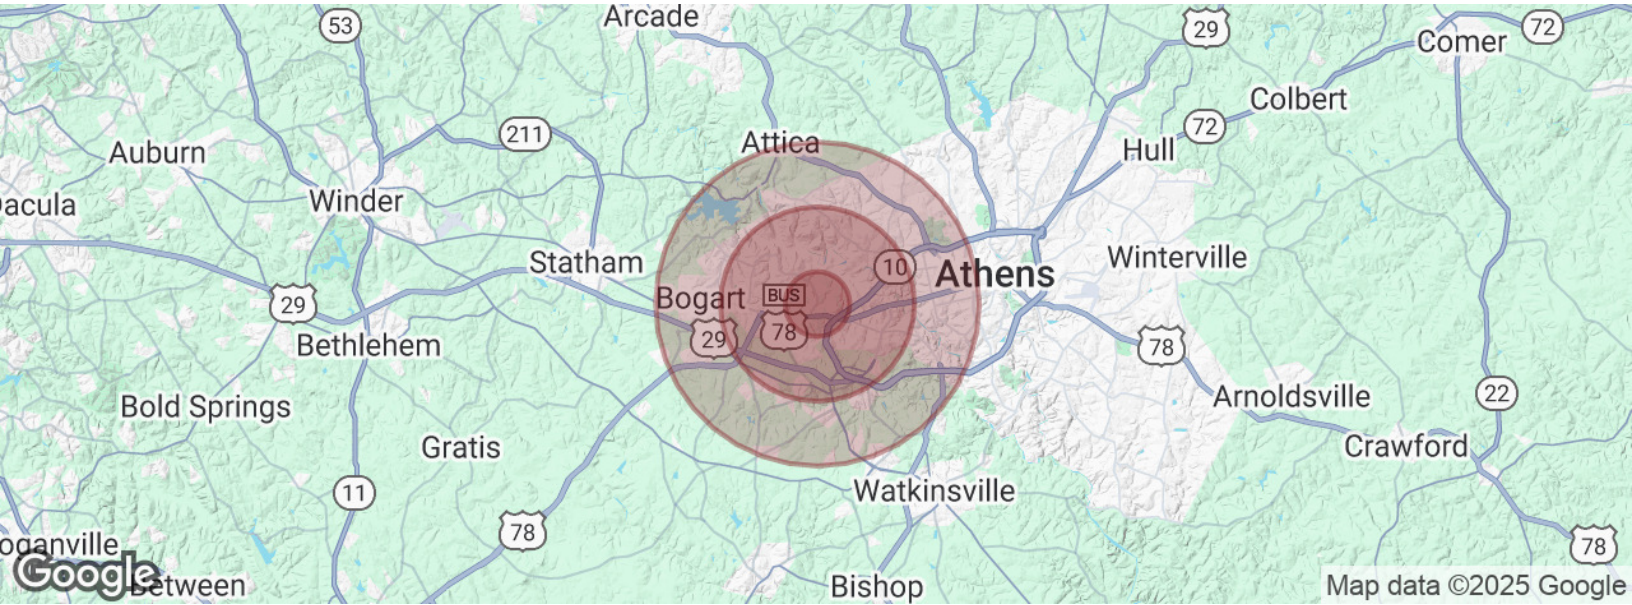 Arcade
53
29
72
Comer
Colbert
211
72
Attica
Hull
Auburn
Dacula
Winder
Statham
10
Athens
Winterville
29
Bogart
BUS
78
29
Bethlehem
78
Bold Springs
Arnoldsville
22
Gratis
Crawford
11
Watkinsville
78
78
oganville
Google
Between
Bishop
Map data ©2025 Google